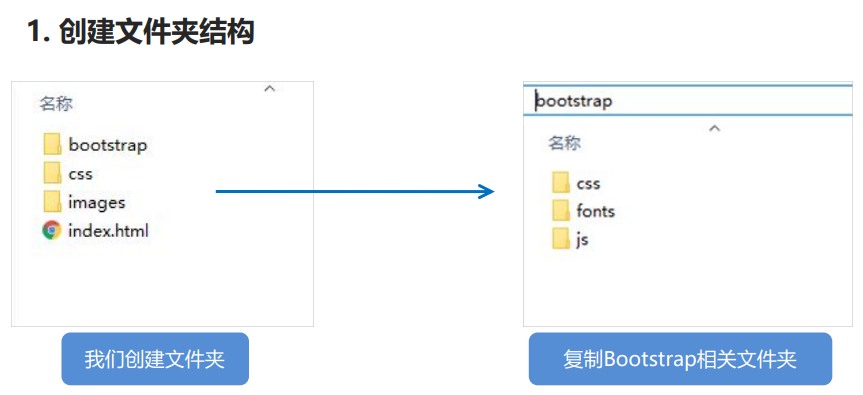 1. 创建文件夹结构
名称
bootstrap
css
images
index.html
我们创建文件夹
bootstrap
名称
css
fonts
js
复制Bootstrap相关文件夹